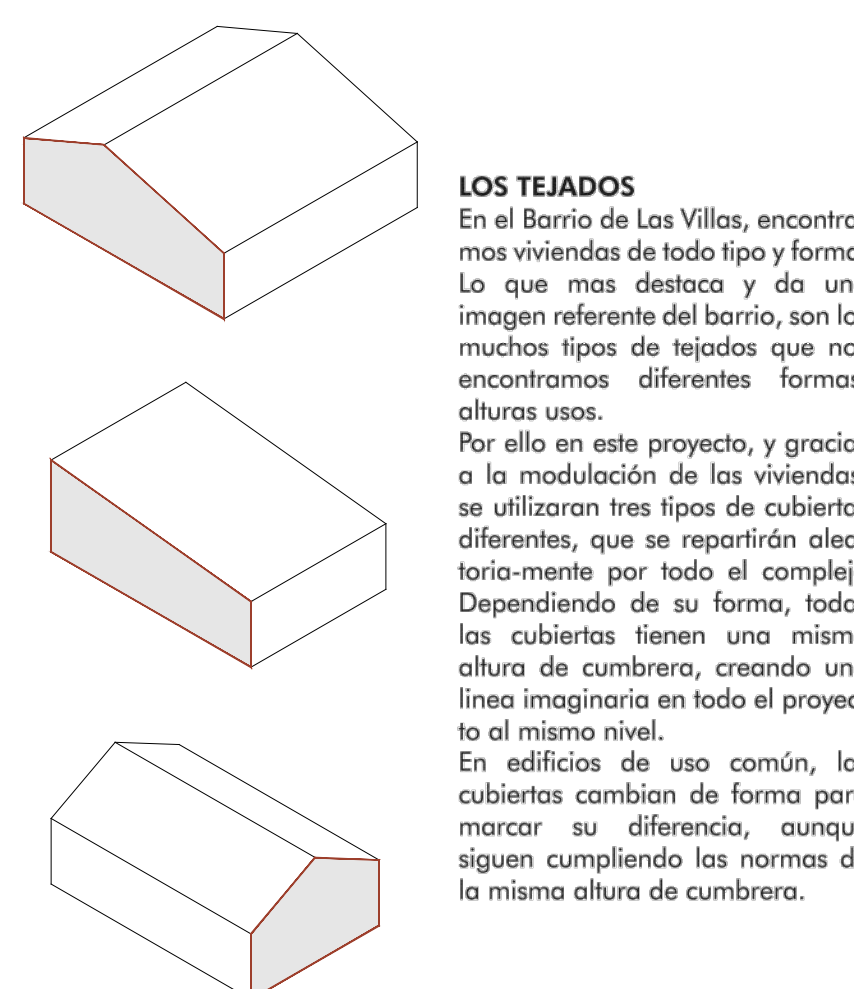 LOS TEJADOS
En el Barrio de Las Villas, encontra
mos viviendas de todo tipo y forma
Lo que mas destaca y da un
imagen referente del barrio, son lo
muchos tipos de tejados que no
encontramos diferentes formas
alturas usos.
Por ello en este proyecto, y gracia
a la modulación de las viviendas
se utilizaran tres tipos de cubierta
diferentes, que se repartirán alea
toria-mente por todo el complej
Dependiendo de su forma, toda
las cubiertas tienen una mism
altura de cumbrera, creando un
linea imaginaria en todo el proyec
to al mismo nivel.
En edificios de uso común, la
cubiertas cambian de forma par
marcar su diferencia, aunqu
siguen cumpliendo las normas d
la misma altura de cumbrera.